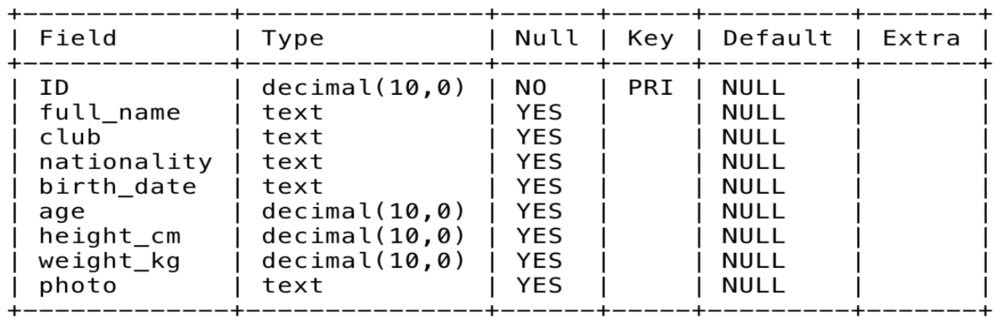 +-------------+---------------+------+-----+---------+-------+
| Field       | Type          | Null | Key | Default | Extra |
+-------------+---------------+------+-----+---------+-------+
| ID          | decimal(10,0) | NO   | PRI | NULL    |       |
| full_name   | text          | YES  |     | NULL    |       |
| club        | text          | YES  |     | NULL    |       |
| nationality | text          | YES  |     | NULL    |       |
| birth_date  | text          | YES  |     | NULL    |       |
| age         | decimal(10,0) | YES  |     | NULL    |       |
| height_cm   | decimal(10,0) | YES  |     | NULL    |       |
| weight_kg   | decimal(10,0) | YES  |     | NULL    |       |
| photo       | text          | YES  |     | NULL    |       |
+-------------+---------------+------+-----+---------+-------+